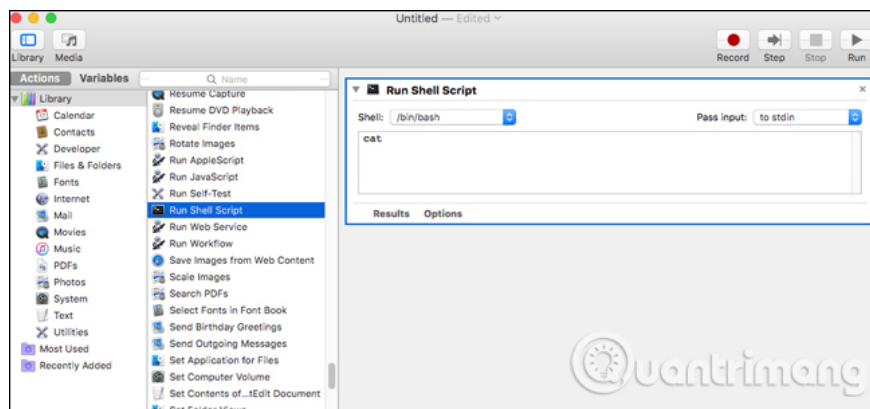 Untitled — Edited
Library Media
Record Step Stop Run
Actions Variables
Name
Library
Calendar
Contacts
Developer
Files & Folders
Fonts
Internet
Mail
Movies
Music
PDFs
Photos
System
Text
Utilities
Most Used
Recently Added
Resume Capture
Resume DVD Playback
Reveal Finder Items
Rotate Images
Run AppleScript
Run JavaScript
Run Self-Test
Run Shell Script
Run Web Service
Run Workflow
Save Images from Web Content
Scale Images
Search PDFs
Select Fonts in Font Book
Send Birthday Greetings
Send Outgoing Messages
Set Application for Files
Set Computer Volume
Set Contents of...tEdit Document
Set Folder Views
Run Shell Script
Shell: /bin/bash
Pass input: to stdin
cat
Results Options
Quantrimang